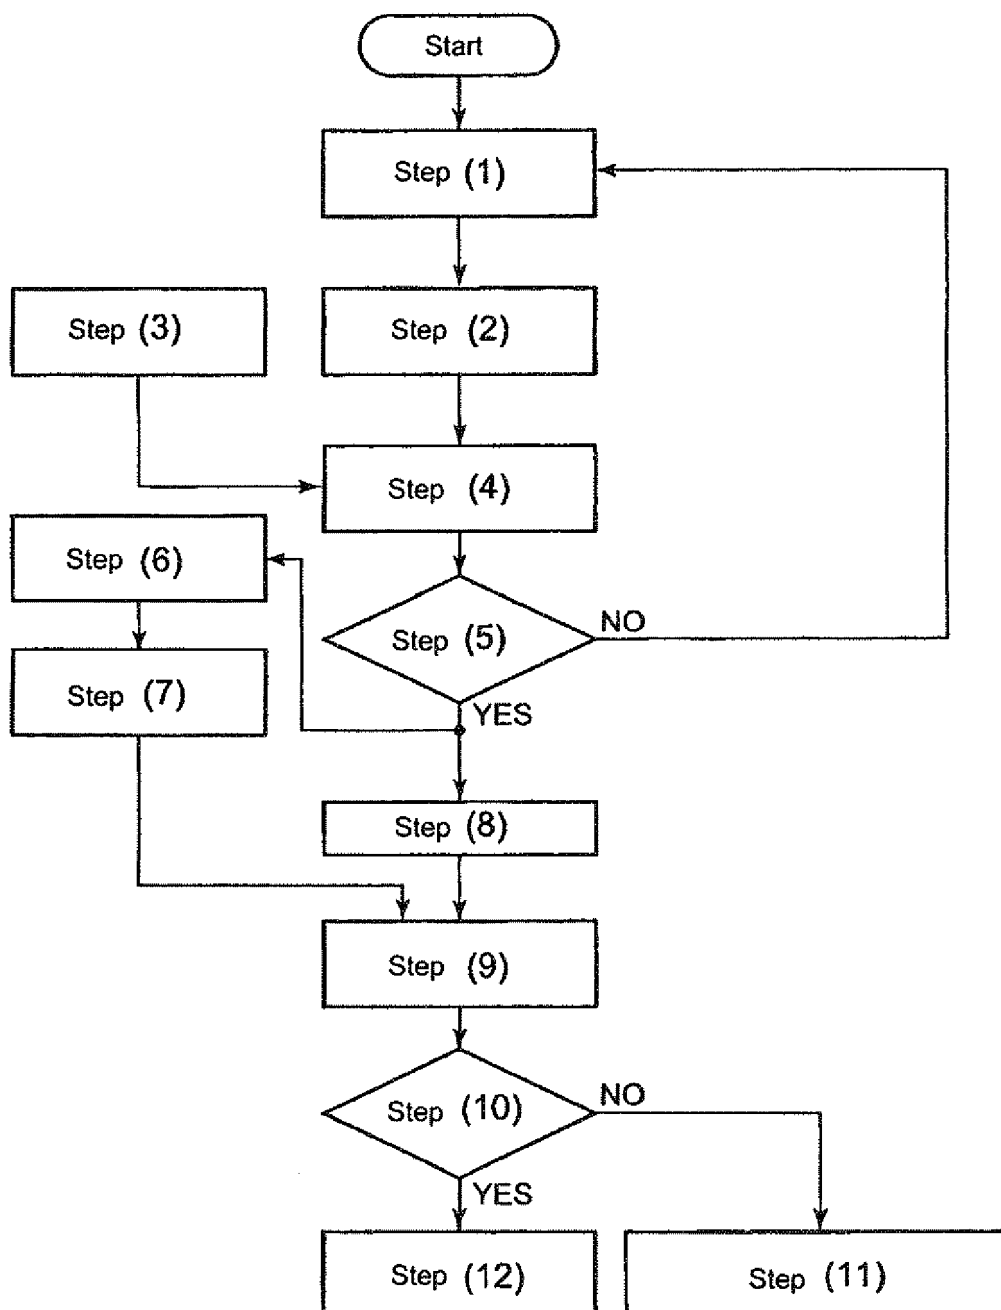 Start
Step (1)
Step (3)
Step (2)
Step (4)
Step (6)
Step (5)
NO
Step (7)
YES
Step (8)
Step (9)
Step (10)
NO
YES
Step (12)
Step (11)